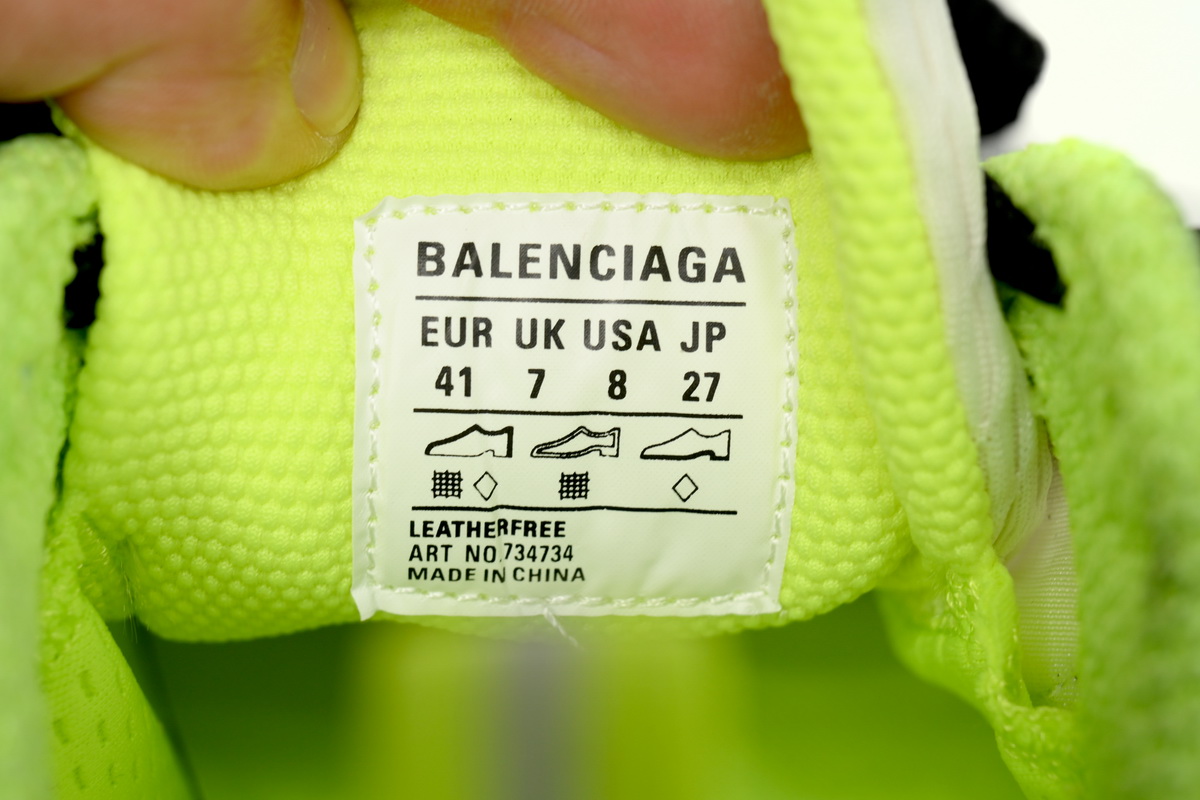 BALENCIAGA
EUR UK USA JP
41 7 8 27
LEATHERFREE
ART NO.734734
MADE IN CHINA